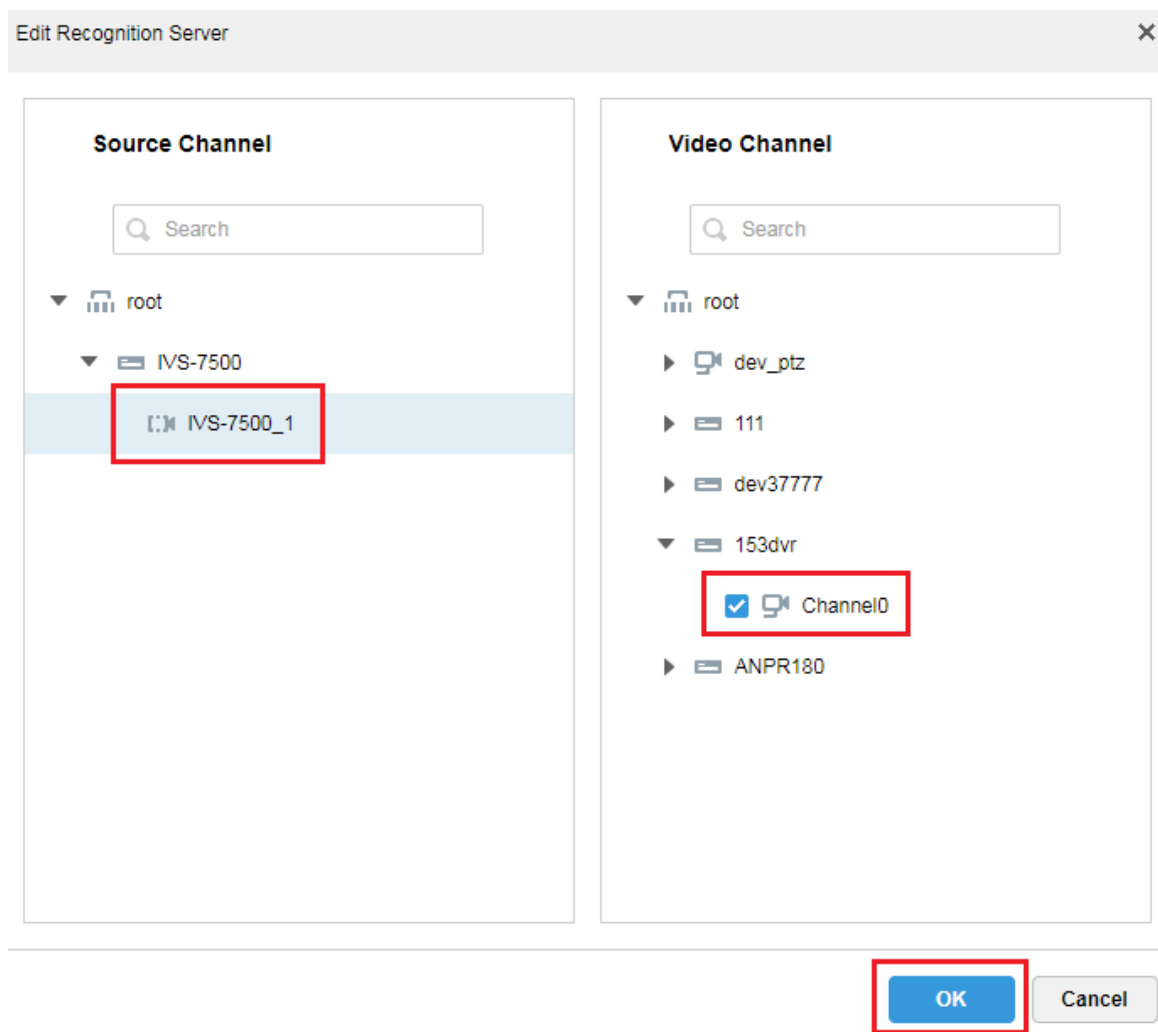 Edit Recognition Server
Source Channel
Search
root
IVS-7500
IVS-7500_1
Video Channel
Search
root
dev_ptz
111
dev37777
153dvr
Channel0
ANPR180
OK
Cancel